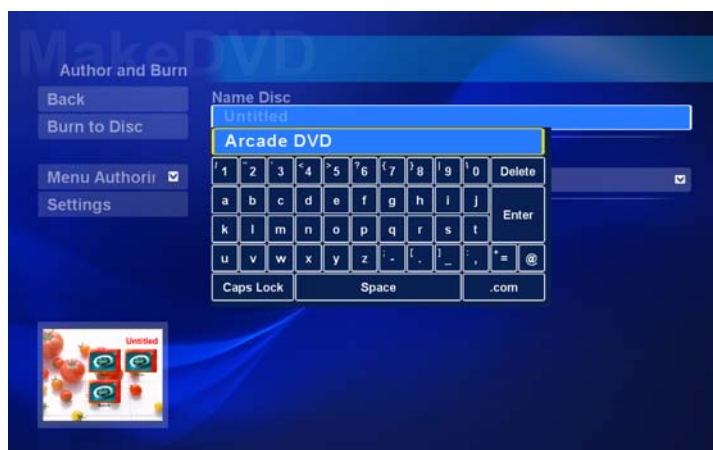 MakeDVD
Author and Burn
Back
Burn to Disc
Menu Authorir
Settings
Name Disc
Untitled
Arcade DVD
1 2 3 4 5 6 7 8 9 0 Delete
a b c d e f g h i j
Enter
k l m n o p q r s t
u v w x y z - . _ , = @
Caps Lock Space .com
Untitled